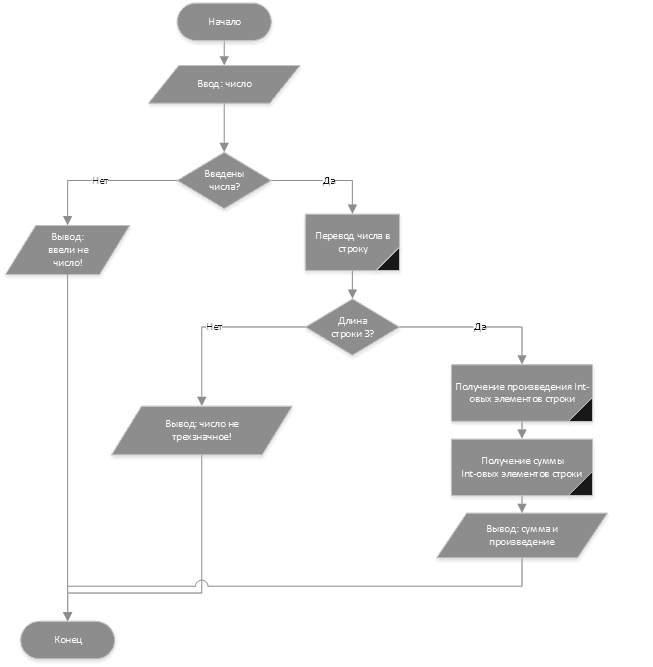 Начало
Ввод: число
Введены
числа?
Нет
Да
Вывод:
ввели не
число!
Перевод числа в
строку
Длина
строки 3?
Нет
Да
Вывод: число не
трехзначное!
Получение произведения Int-
овых элементов строки
Получение суммы
Int-овых элементов строки
Вывод: сумма и
произведение
Конец